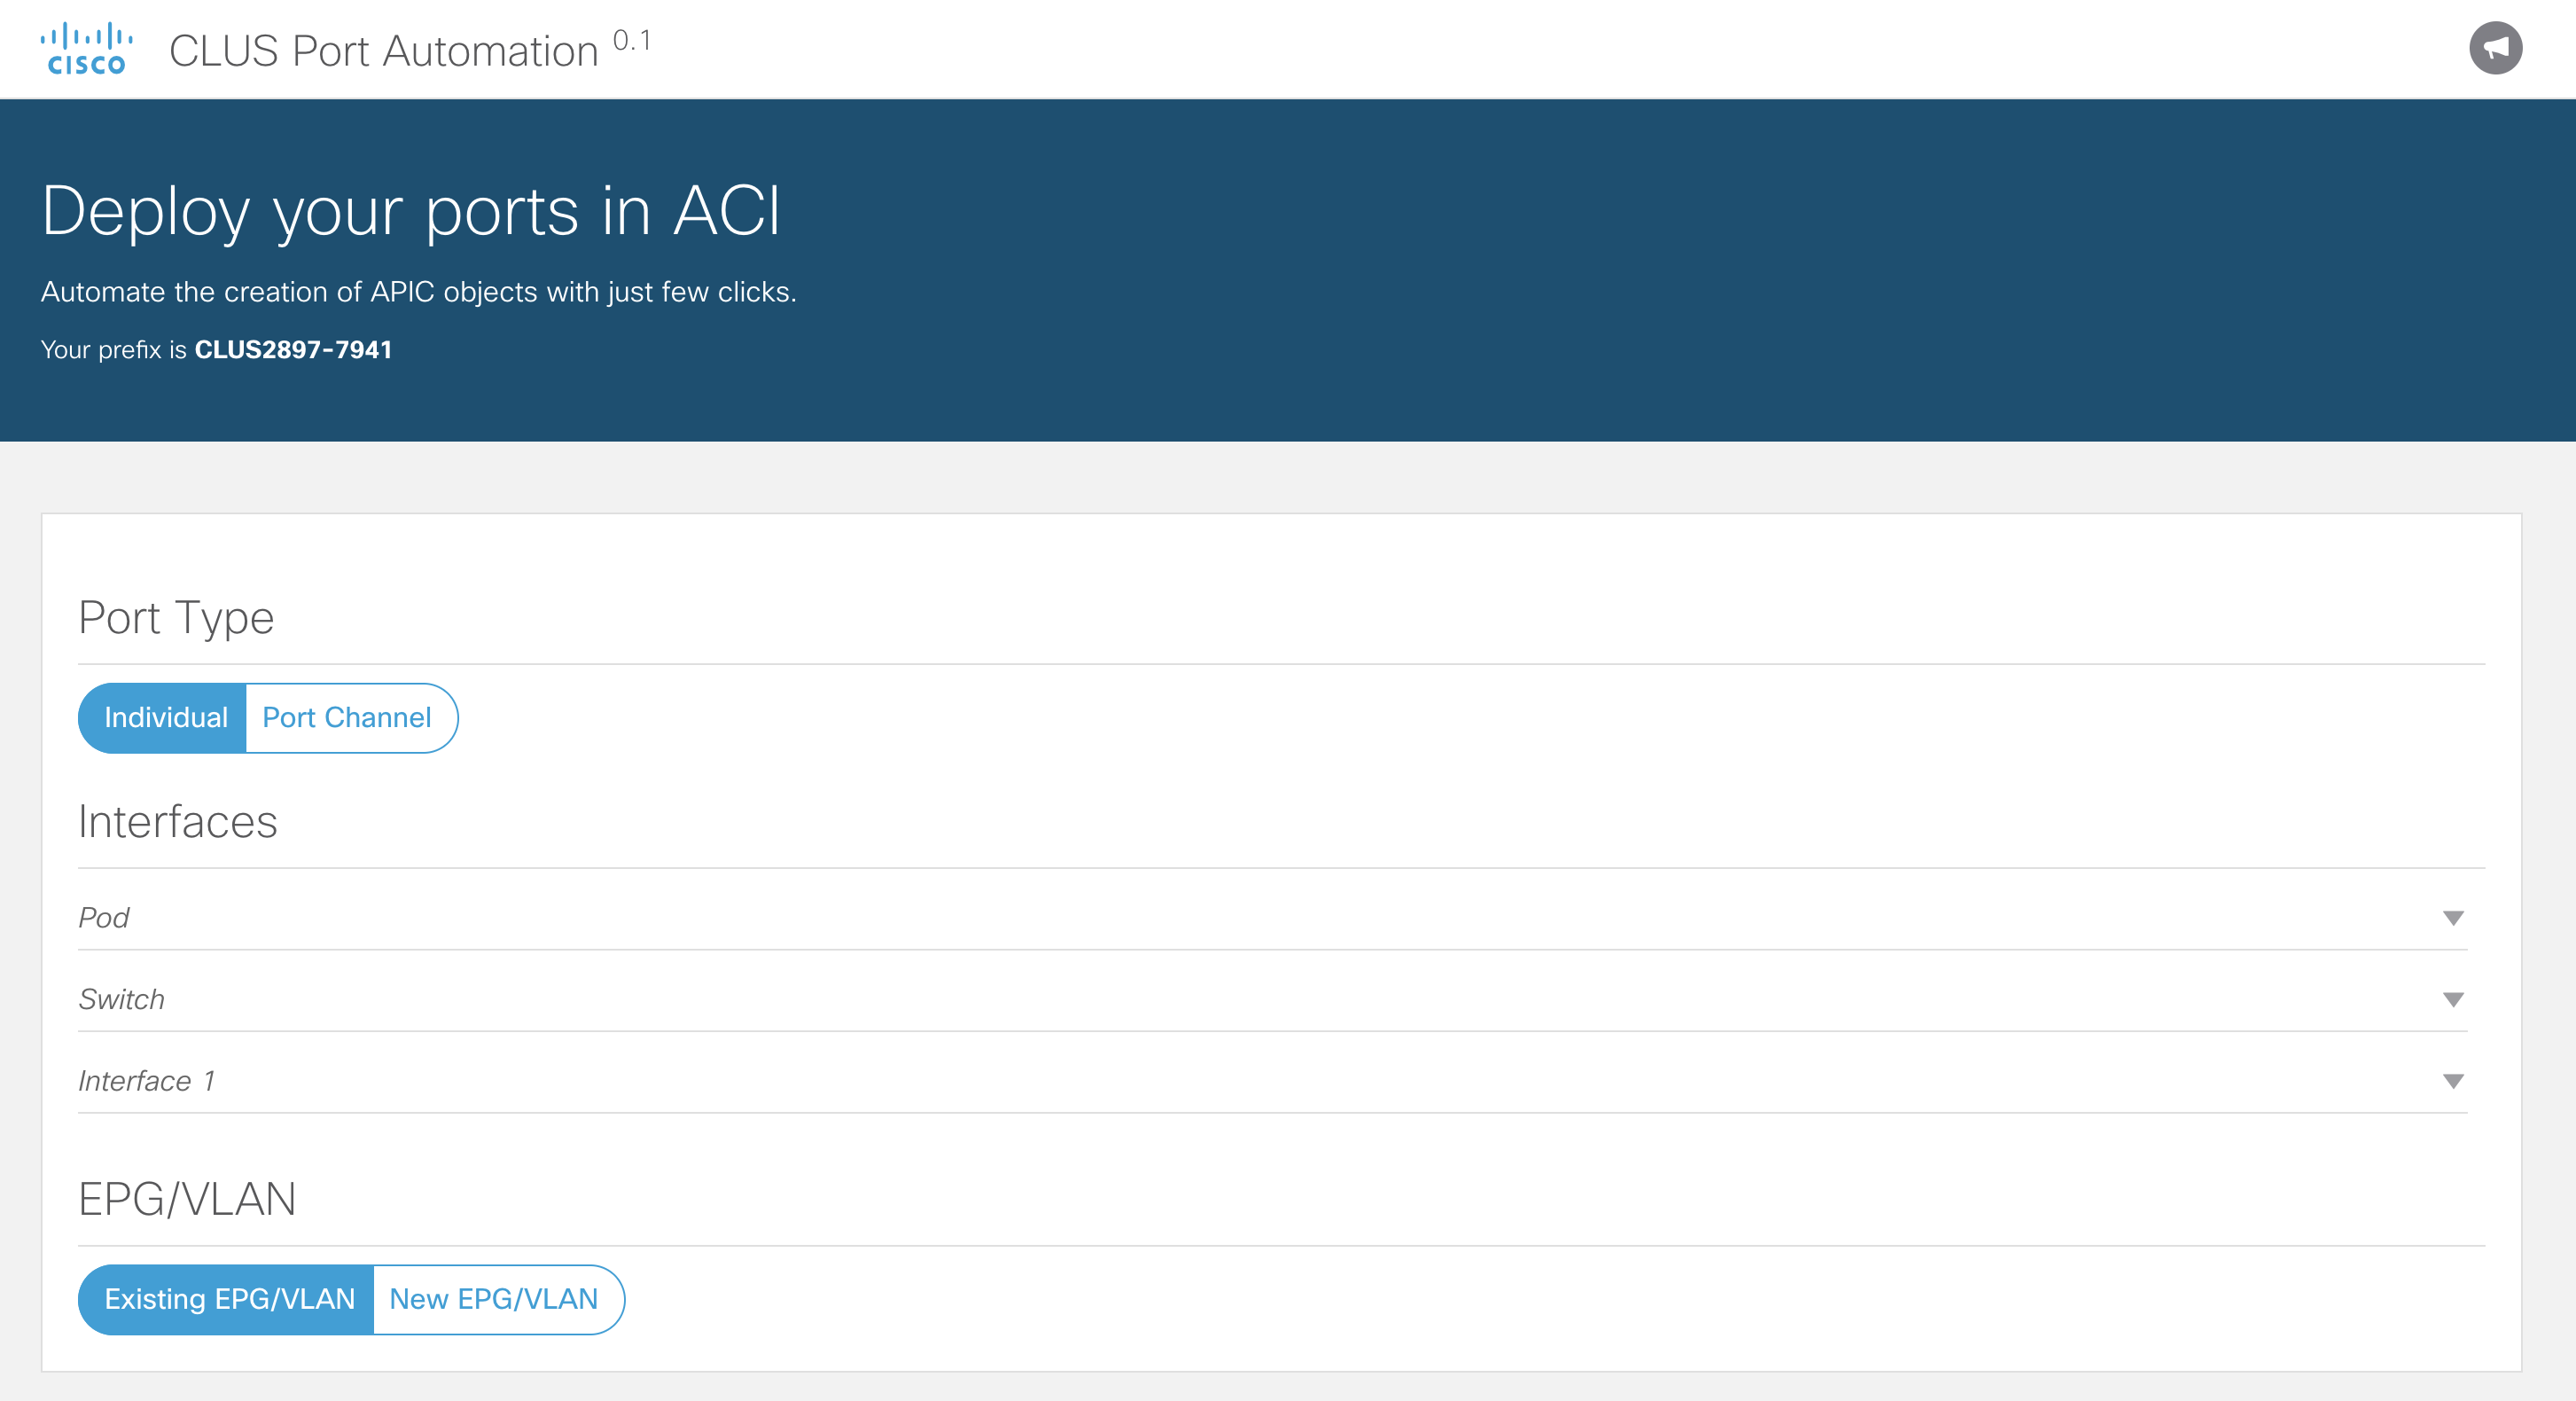 CISCO
CLUS Port Automation 0.1
Deploy your ports in ACI
Automate the creation of APIC objects with just few clicks.
Your prefix is CLUS2897-7941
Port Type
Individual Port Channel
Interfaces
Pod
Switch
Interface 1
EPG/VLAN
Existing EPG/VLAN New EPG/VLAN